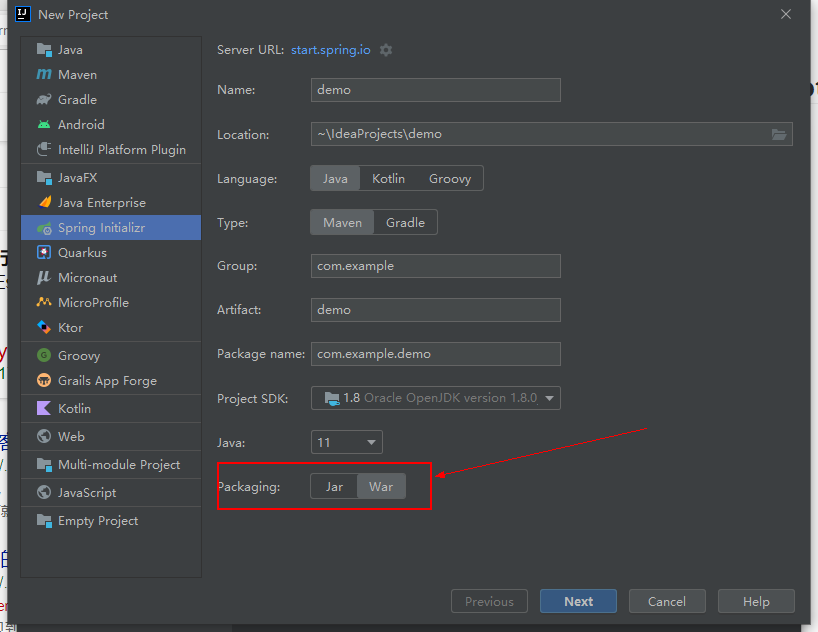 New Project
Java
Maven
Gradle
Android
IntelliJ Platform Plugin
JavaFX
Java Enterprise
Spring Initializr
Quarkus
Micronaut
MicroProfile
Ktor
Groovy
Grails App Forge
Kotlin
Web
Multi-module Project
JavaScript
Empty Project
Server URL: start.spring.io
Name: demo
Location: ~\IdeaProjects\demo
Language: Java Kotlin Groovy
Type: Maven Gradle
Group: com.example
Artifact: demo
Package name: com.example.demo
Project SDK: 1.8 Oracle OpenJDK version 1.8.0
Java: 11
Packaging: Jar War
Previous Next Cancel Help